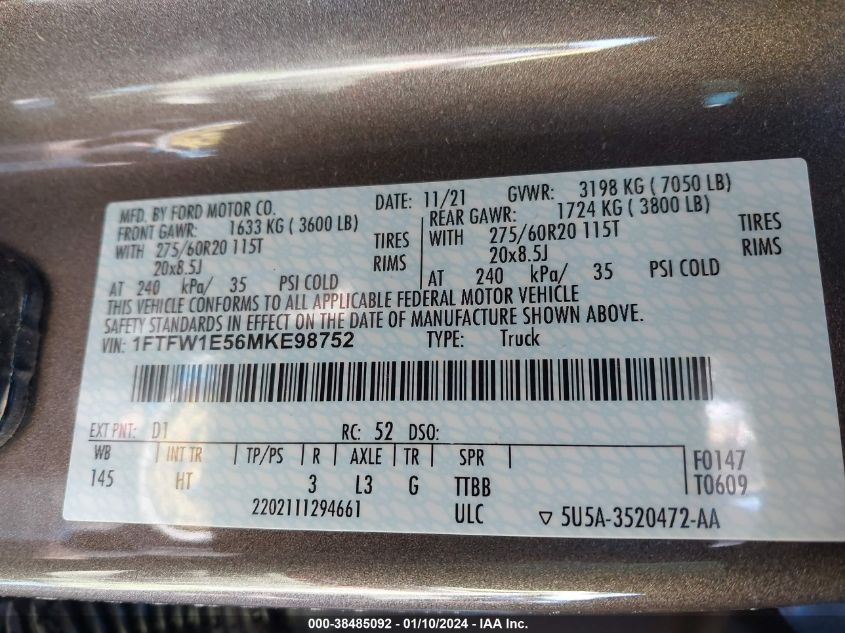 MFD. BY FORD MOTOR CO. DATE: 11/21 GVWR: 3198 KG ( 7050 LB)
FRONT GAWR: 1633 KG ( 3600 LB) REAR GAWR: 1724 KG ( 3800 LB)
WITH 275/60R20 115T TIRES WITH 275/60R20 115T TIRES
20x8.5J RIMS 20x8.5J RIMS
AT 240 kPa/ 35 PSI COLD AT 240 kPa/ 35 PSI COLD
THIS VEHICLE CONFORMS TO ALL APPLICABLE FEDERAL MOTOR VEHICLE
SAFETY STANDARDS IN EFFECT ON THE DATE OF MANUFACTURE SHOWN ABOVE.
VIN: 1FTFW1E56MKE98752 TYPE: Truck
EXT PNT: D1 RC: 52 DSO:
WB INT TR TP/PS R AXLE TR SPR F0147
145 HT 3 L3 G TTBB T0609
2202111294661 ULC ▽ 5U5A-3520472-AA
000-38485092 - 01/10/2024 - IAA Inc.